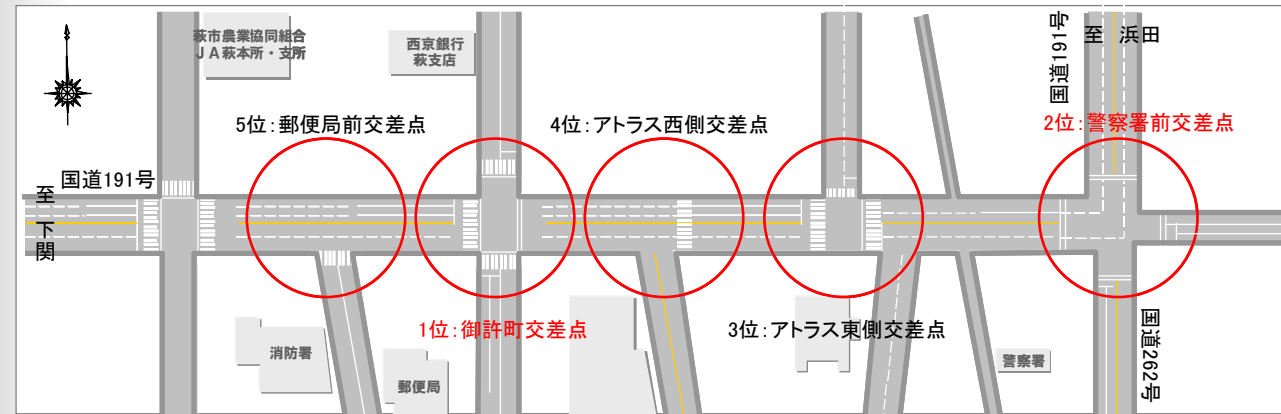 萩市農業協同組合
ＪＡ萩本所・支所
西京銀行
萩支店
国道191号
至 浜田
5位：郵便局前交差点
4位：アトラス西側交差点
2位：警察署前交差点
国道191号
至 下関
1位：御許町交差点
3位：アトラス東側交差点
消防署
郵便局
警察署
国道262号